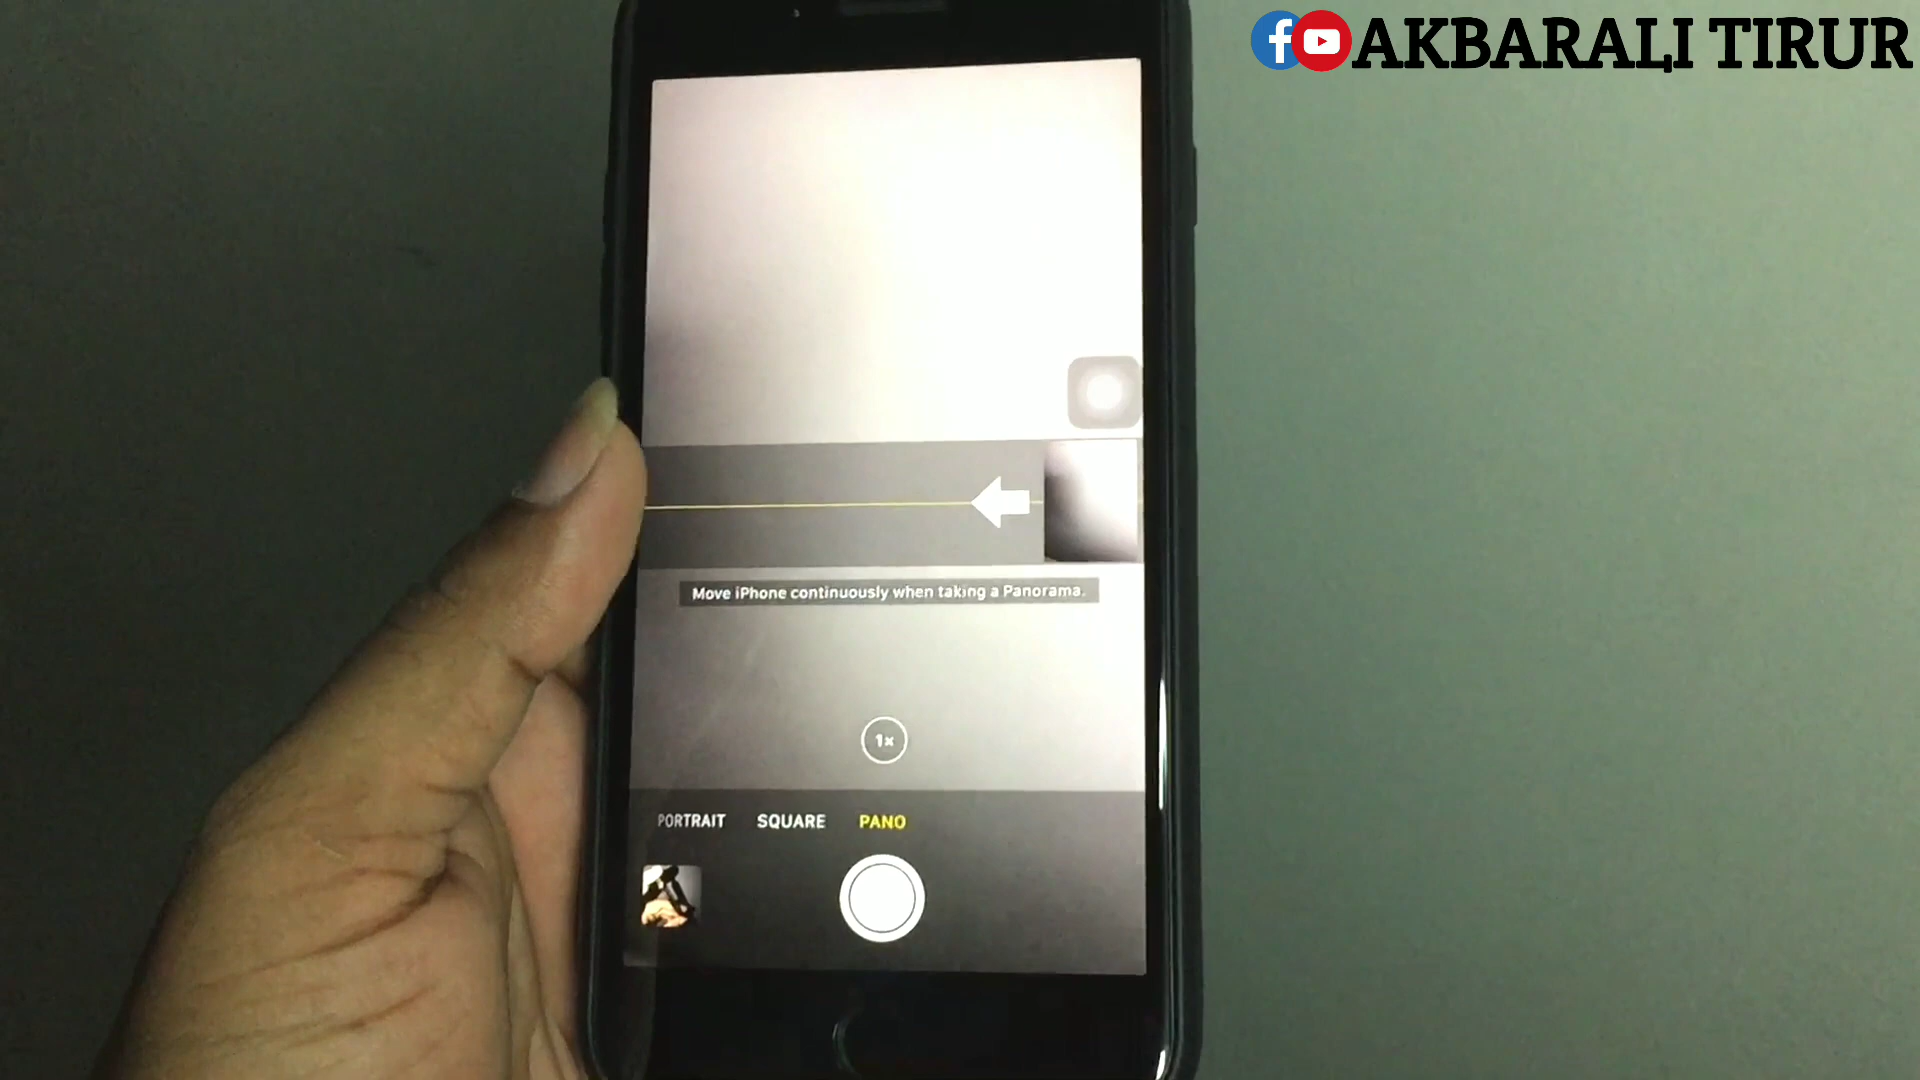 AKBARALI TIRUR
Move iPhone continuously when taking a Panorama.
1x
PORTRAIT SQUARE PANO